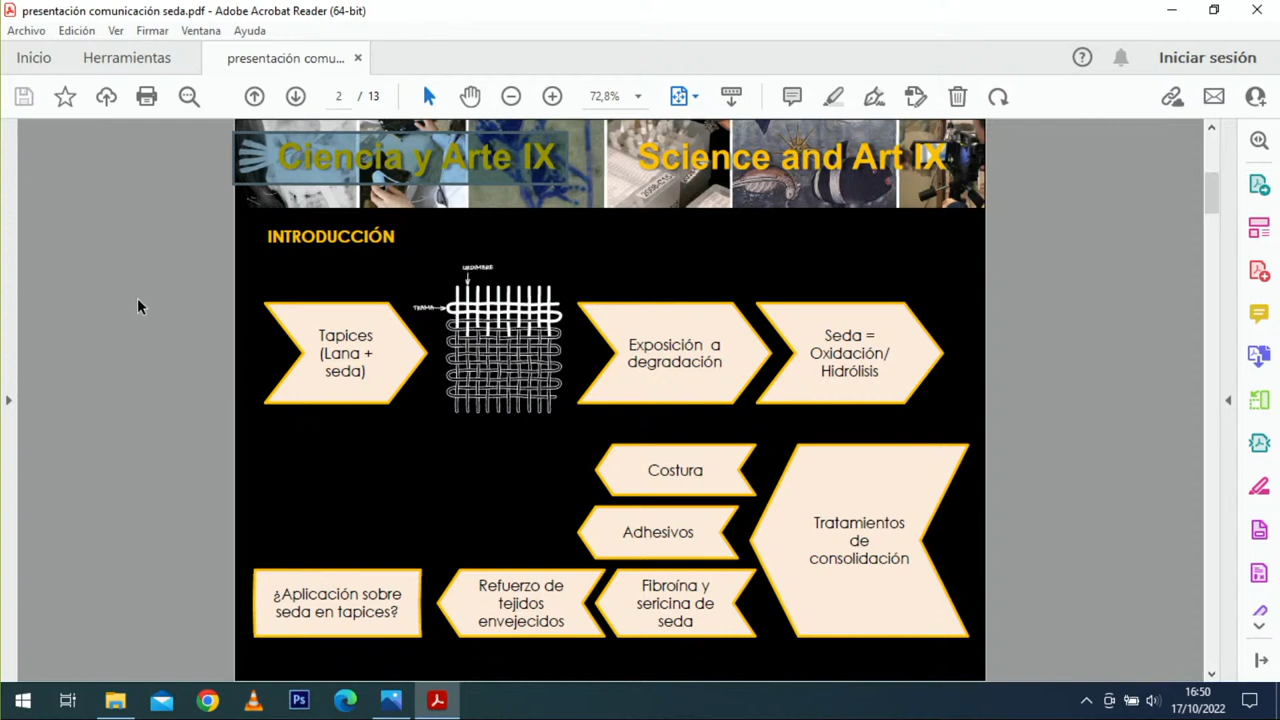 presentación comunicación seda.pdf - Adobe Acrobat Reader (64-bit)
Archivo Edición Ver Firmar Ventana Ayuda
Inicio Herramientas presentación comu... Iniciar sesión
2 / 13 72,8%
Ciencia y Arte IX Science and Art IX
INTRODUCCIÓN
URDIMBRE
TRAMA
Tapices
(Lana +
seda)
Exposición a
degradación
Seda =
Oxidación/
Hidrólisis
Costura
Adhesivos
Tratamientos
de
consolidación
Fibroína y
sericina de
seda
Refuerzo de
tejidos
envejecidos
¿Aplicación sobre
seda en tapices?
Ps
16:50
17/10/2022